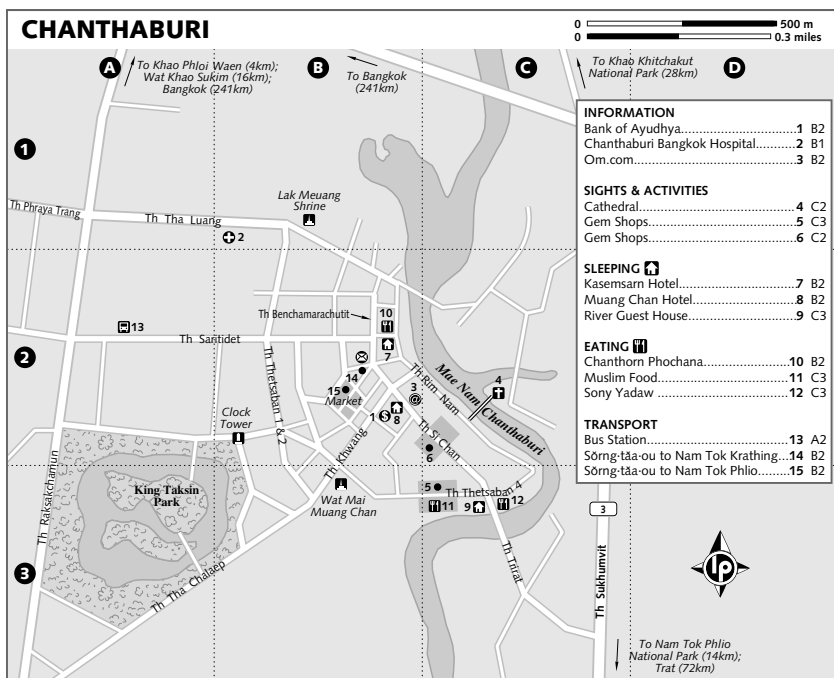 CHANTHABURI
0 500 m
0 0.3 miles
A
B
C
D
1
2
3
To Khao Phloi Waen (4km);
Wat Khao Sukim (16km);
Bangkok (241km)
To Bangkok
(241km)
To Khao Khitchakut
National Park (28km)
Th Phraya Trang
Th Tha Luang
Lak Meuang
Shrine
2
13
Th Benchamarachutit
10
Th Saritidet
7
14
15
Market
Th Thetsaban 1 & 2
Th Rim Nam
Mae Nam Chanthaburi
4
3
@
1
$
8
Th Khwang
Th Si Chan
6
Clock
Tower
King Taksin
Park
Wat Mai
Muang Chan
5
Th Thetsaban 4
11
9
12
Th Raksakchamun
Th Tha Chalaep
Th Trirat
3
Th Sukhumvit
lp
To Nam Tok Phlio
National Park (14km);
Trat (72km)
INFORMATION
Bank of Ayudhya..............................1 B2
Chanthaburi Bangkok Hospital..........2 B1
Om.com...........................................3 B2
SIGHTS & ACTIVITIES
Cathedral.........................................4 C2
Gem Shops.......................................5 C3
Gem Shops.......................................6 C2
SLEEPING
Kasemsarn Hotel...............................7 B2
Muang Chan Hotel............................8 B2
River Guest House.............................9 C3
EATING
Chanthorn Phochana.......................10 B2
Muslim Food...................................11 C3
Sony Yadaw ...................................12 C3
TRANSPORT
Bus Station.....................................13 A2
Sŏrng·tăa·ou to Nam Tok Krathing..14 B2
Sŏrng·tăa·ou to Nam Tok Phlio.......15 B2